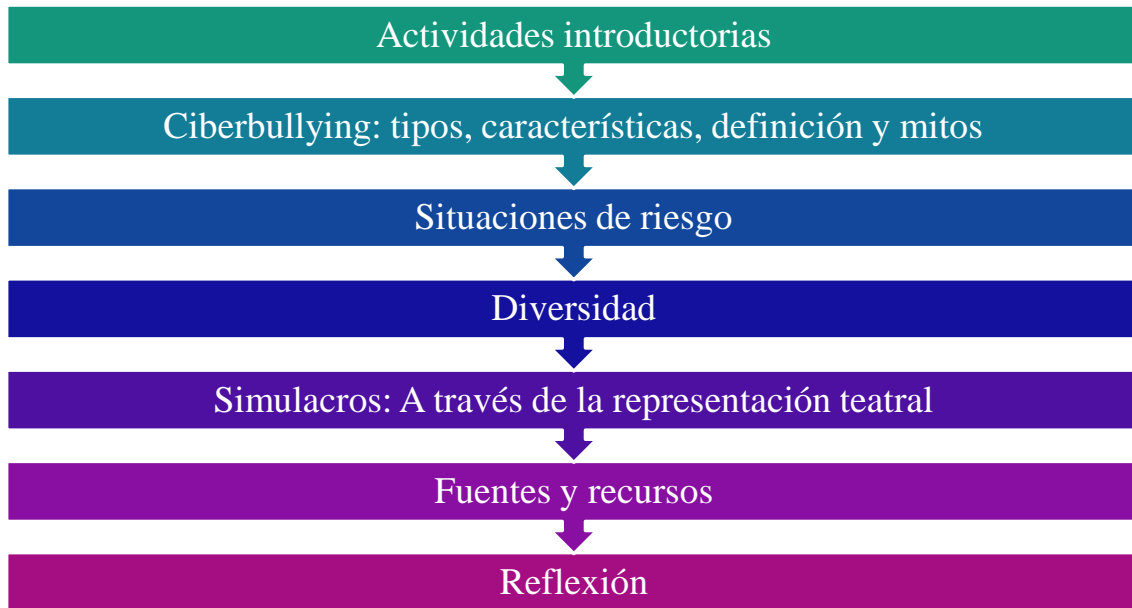 Actividades introductorias
Ciberbullying: tipos, características, definición y mitos
Situaciones de riesgo
Diversidad
Simulacros: A través de la representación teatral
Fuentes y recursos
Reflexión